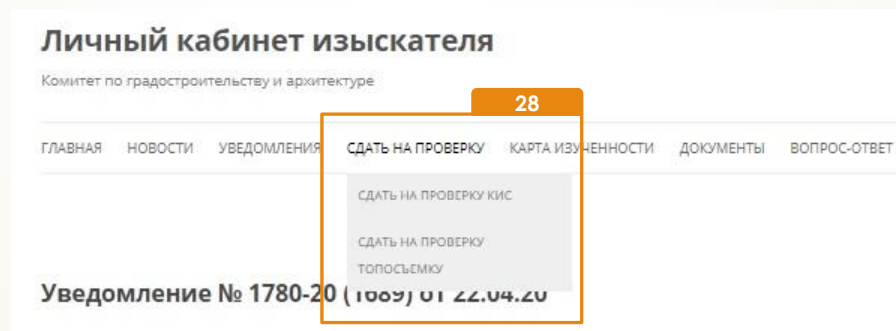 Личный кабинет изыскателя
Комитет по градостроительству и архитектуре
28
ГЛАВНАЯ НОВОСТИ УВЕДОМЛЕНИЯ СДАТЬ НА ПРОВЕРКУ КАРТА ИЗУЧЕННОСТИ ДОКУМЕНТЫ ВОПРОС-ОТВЕТ
СДАТЬ НА ПРОВЕРКУ КИС
СДАТЬ НА ПРОВЕРКУ
ТОПОСЪЕМКУ
Уведомление № 1780-20 (1689) от 22.04.20